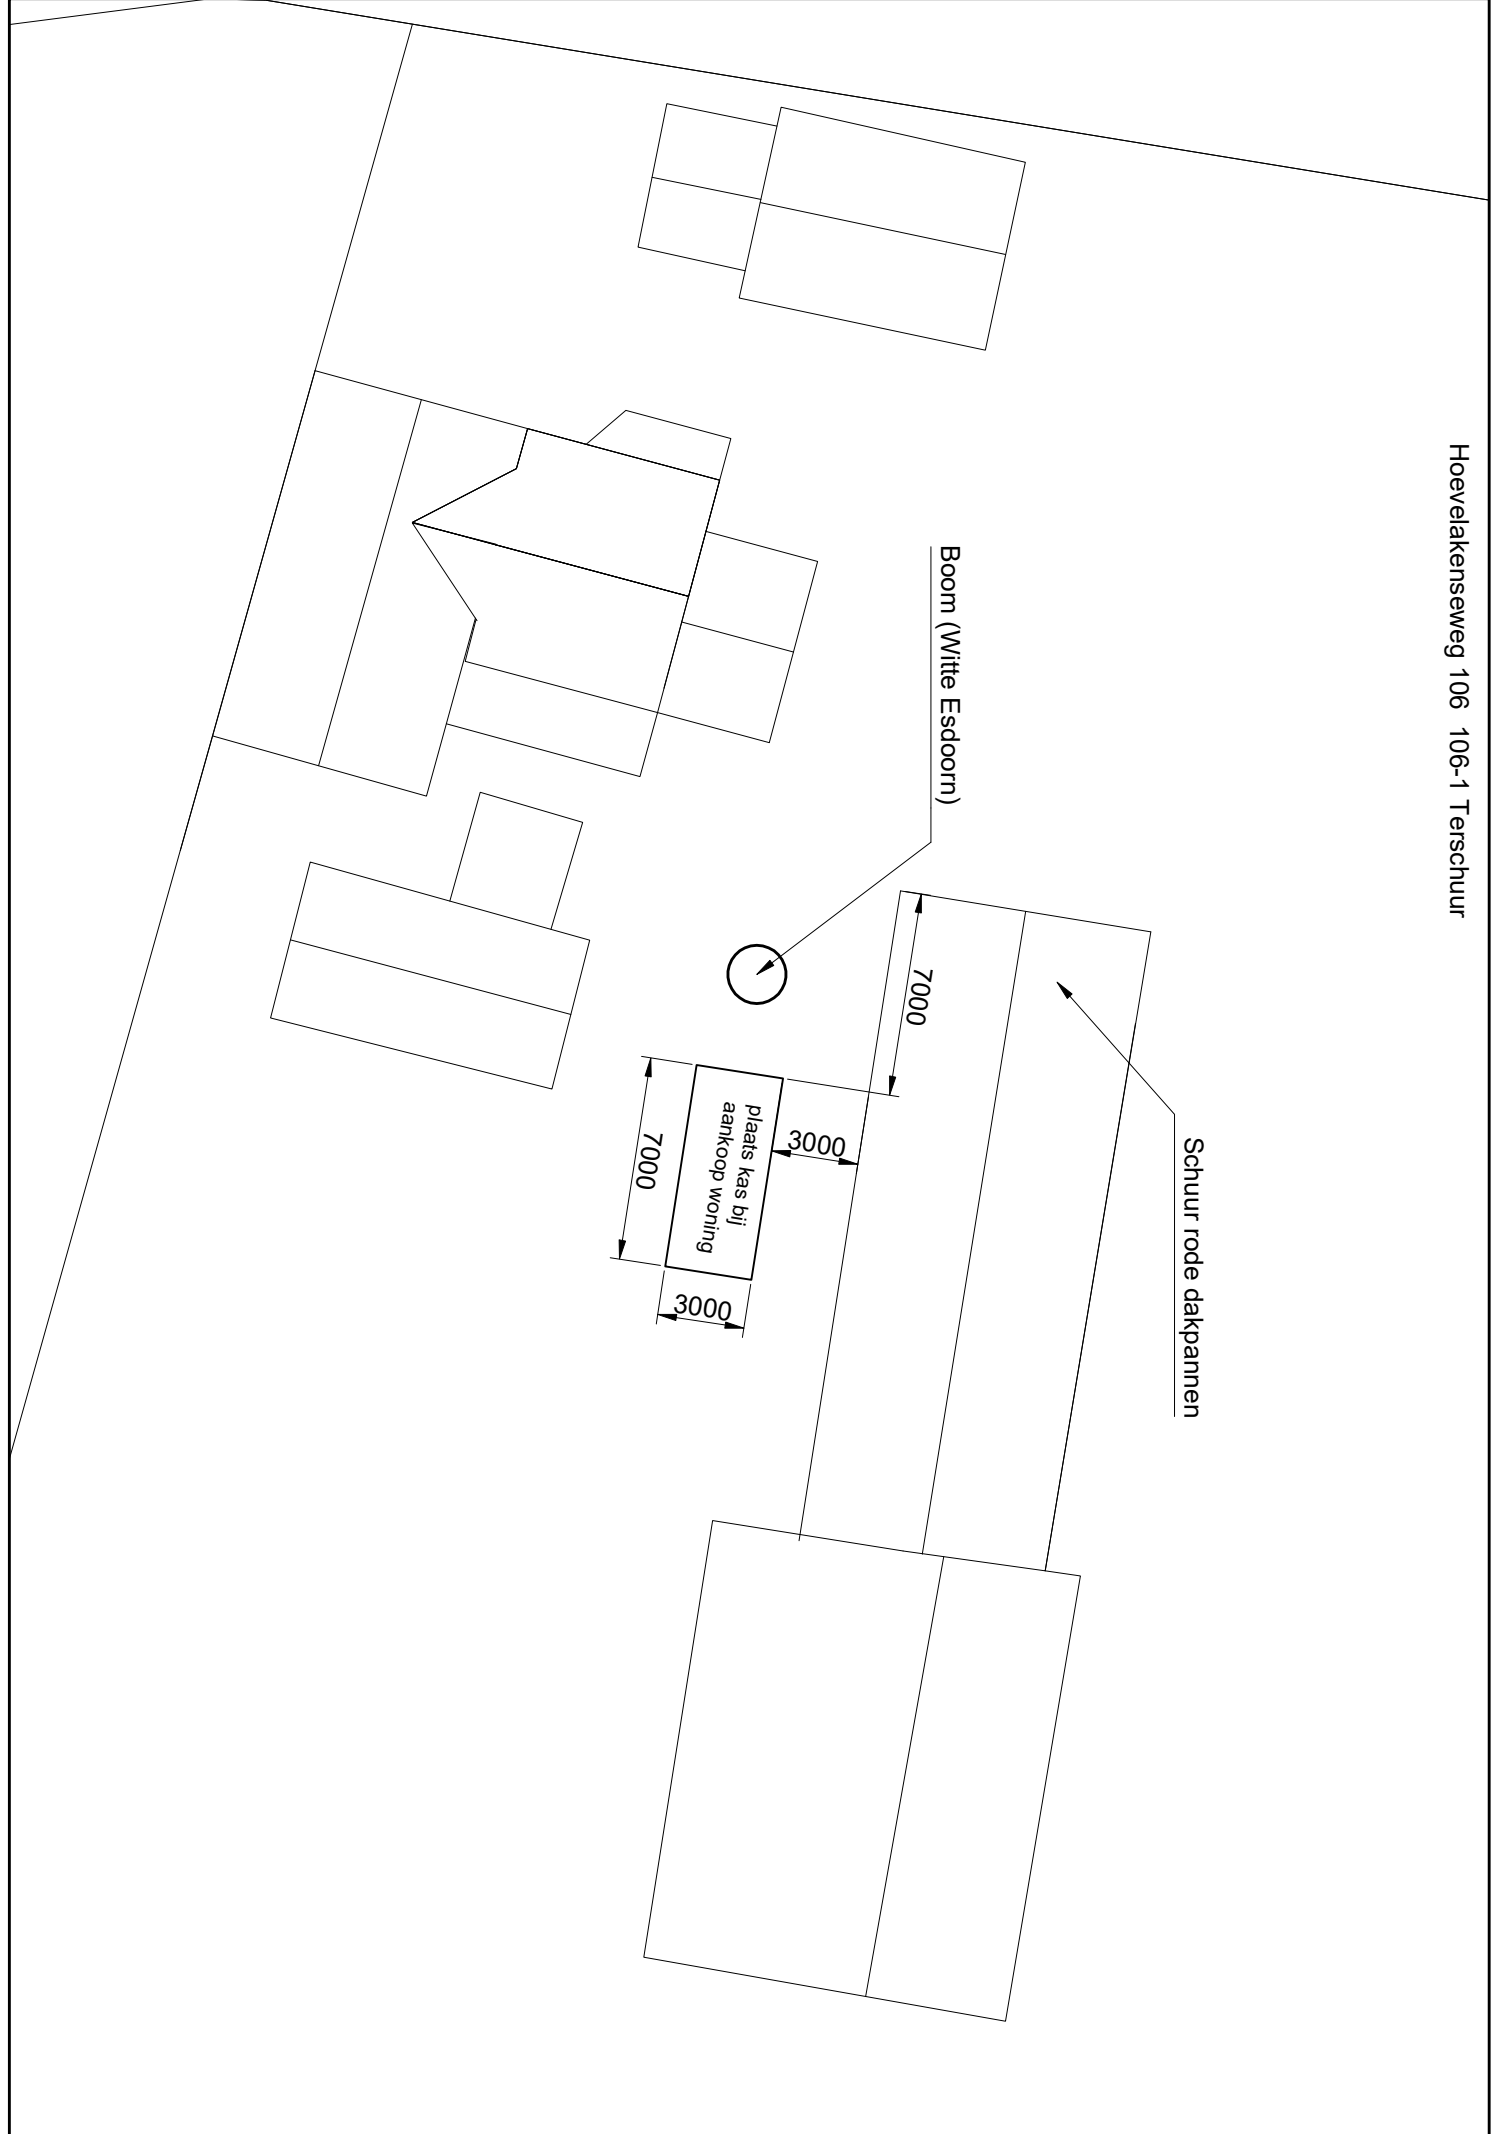 Hoevelakenseweg 106 106-1 Terschuur
Schuur rode dakpannen
Boom (Witte Esdoorn)
7000
3000
plaats kas bij
aankoop woning
7000
3000